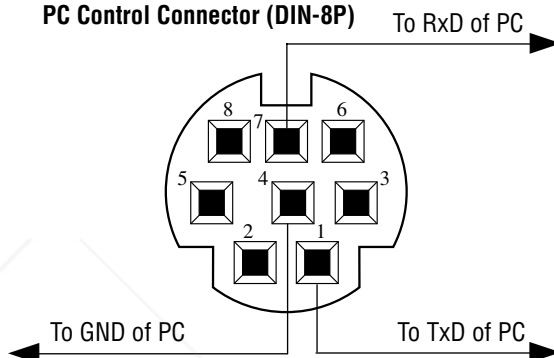 PC Control Connector (DIN-8P)
To RxD of PC
8 7 6
5 4 3
2 1
To GND of PC
To TxD of PC